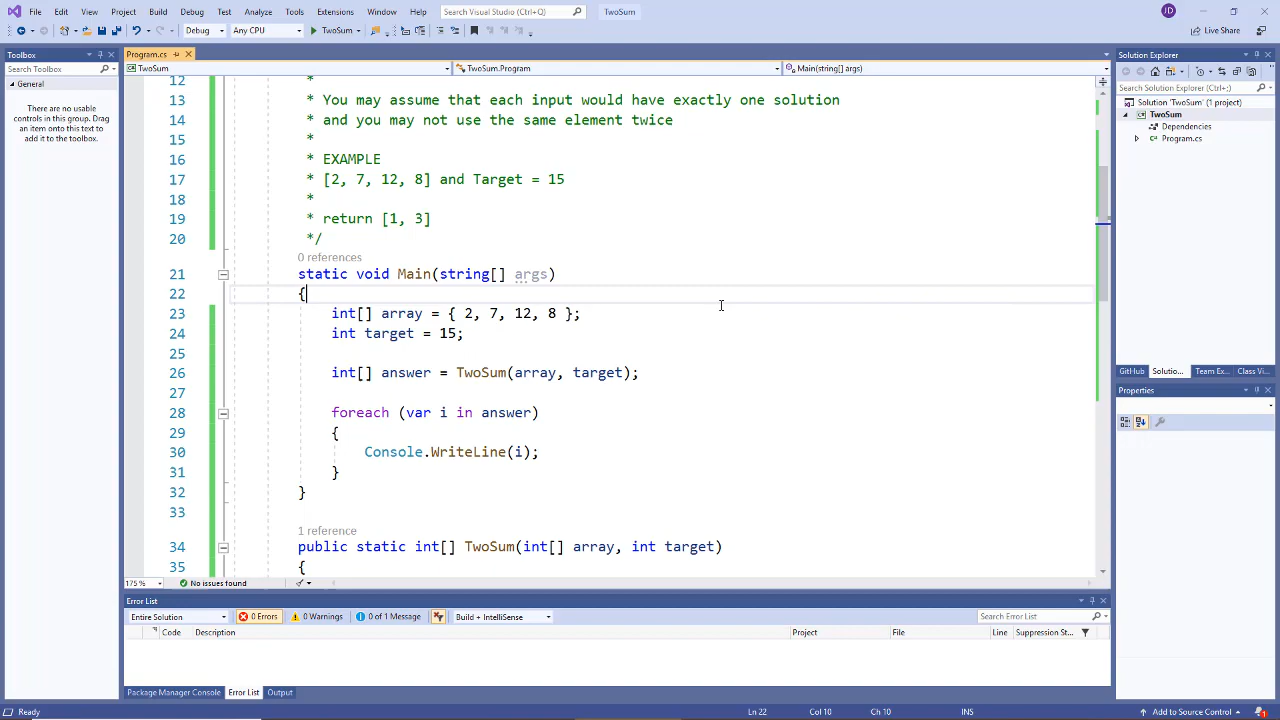 File Edit View Project Build Debug Test Analyze Tools Extensions Window Help Search Visual Studio (Ctrl+Q) TwoSum JD
Debug Any CPU TwoSum Live Share
Toolbox
Search Toolbox
General
There are no usable
controls in this group. Drag
an item onto this text to
add it to the toolbox.
Program.cs
TwoSum TwoSum.Program Main(string[] args)
12 *
13 * You may assume that each input would have exactly one solution
14 * and you may not use the same element twice
15 *
16 * EXAMPLE
17 * [2, 7, 12, 8] and Target = 15
18 *
19 * return [1, 3]
20 */
0 references
21 static void Main(string[] args)
22 {
23 int[] array = { 2, 7, 12, 8 };
24 int target = 15;
25
26 int[] answer = TwoSum(array, target);
27
28 foreach (var i in answer)
29 {
30 Console.WriteLine(i);
31 }
32 }
33
1 reference
34 public static int[] TwoSum(int[] array, int target)
35 {
175 % No issues found
Solution Explorer
Search Solution Explorer (Ctrl+;)
Solution 'TwoSum' (1 project)
TwoSum
Dependencies
Program.cs
GitHub Solutio... Team Ex... Class Vi...
Properties
Error List
Entire Solution 0 Errors 0 Warnings 0 of 1 Message Build + IntelliSense Search Error List
Code Description Project File Line Suppression St...
Package Manager Console Error List Output
Ready Ln 22 Col 10 Ch 10 INS Add to Source Control 1